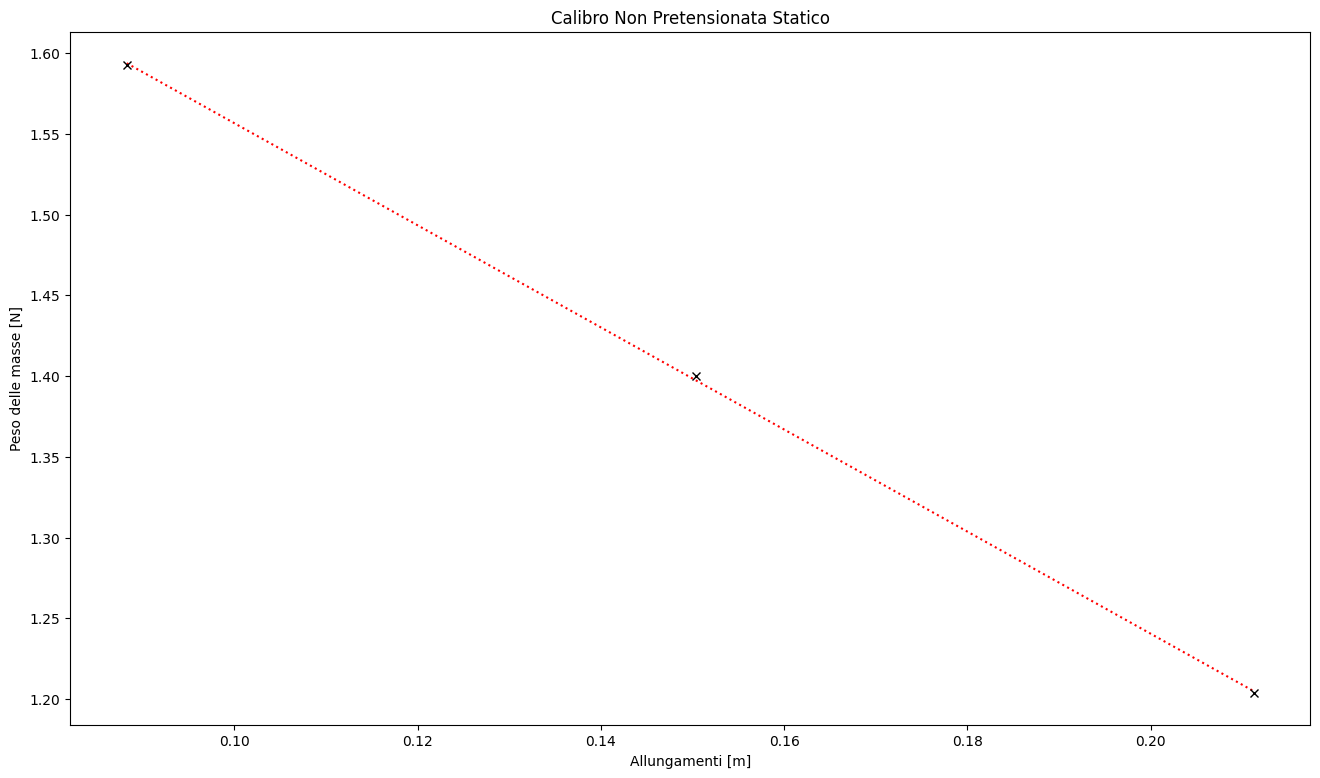 Calibro Non Pretensionata Statico
1.60
1.55
1.50
1.45
1.40
1.35
1.30
1.25
1.20
Peso delle masse [N]
0.10 0.12 0.14 0.16 0.18 0.20
Allungamenti [m]